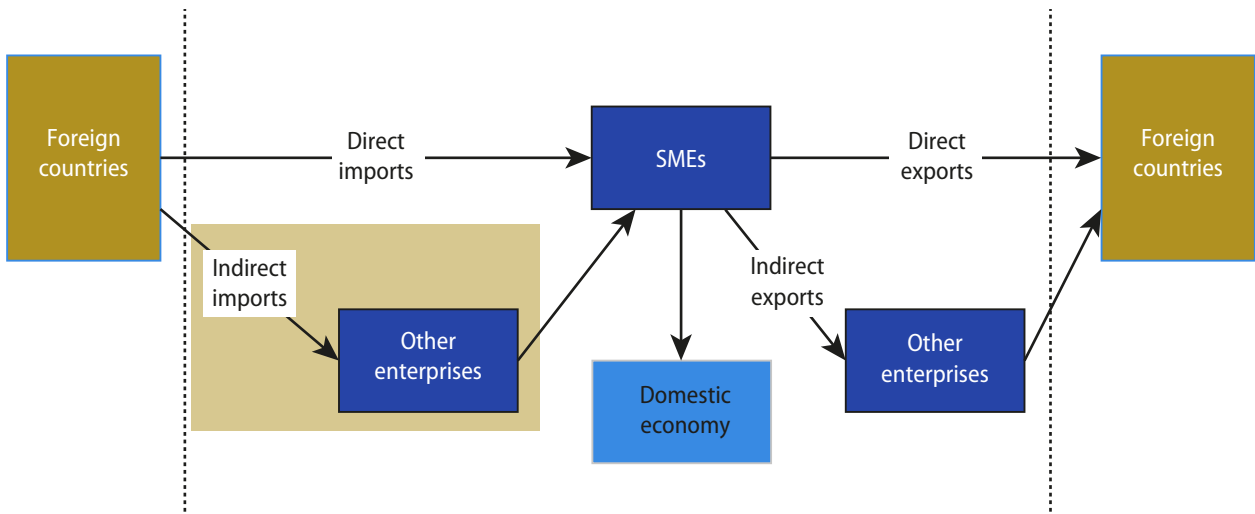 Foreign
countries
Direct
imports
SMEs
Direct
exports
Foreign
countries
Indirect
imports
Other
enterprises
Indirect
exports
Other
enterprises
Domestic
economy